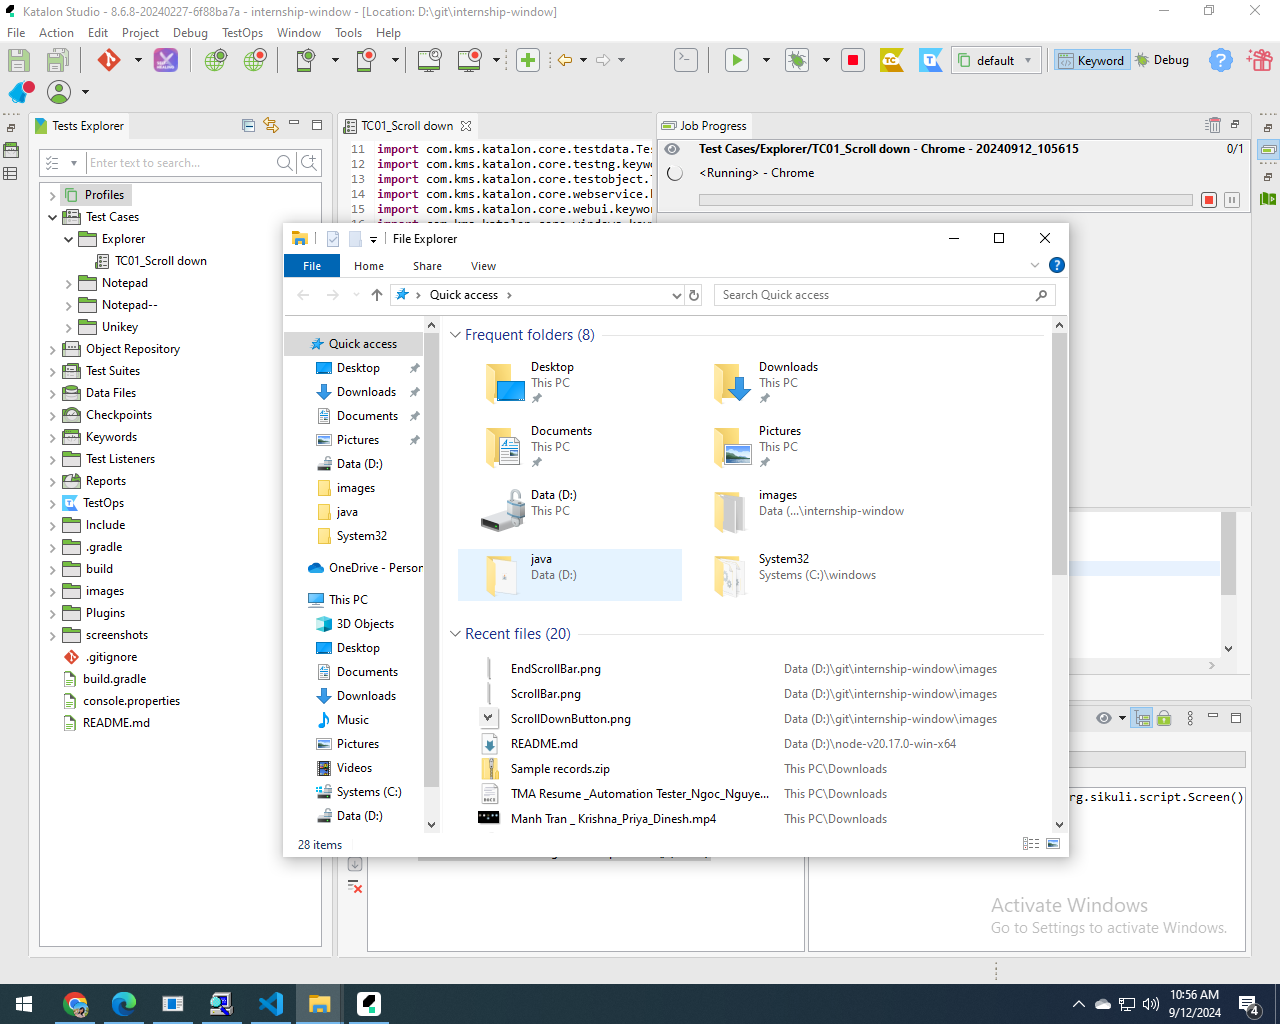 Katalon Studio - 8.6.8-20240227-6f88ba7a - internship-window - [Location: D:\git\internship-window]
File Action Edit Project Debug TestOps Window Tools Help
default
Keyword
Debug
Tests Explorer
Enter text to search...
Profiles
Test Cases
Explorer
TC01_Scroll down
Notepad
Notepad--
Unikey
Object Repository
Test Suites
Data Files
Checkpoints
Keywords
Test Listeners
Reports
TestOps
Include
.gradle
build
images
Plugins
screenshots
.gitignore
build.gradle
console.properties
README.md
TC01_Scroll down
11 import com.kms.katalon.core.testdata.Tes
12 import com.kms.katalon.core.testng.keywo
13 import com.kms.katalon.core.testobject.
14 import com.kms.katalon.core.webservice.
15 import com.kms.katalon.core.webui.keywor
Job Progress
Test Cases/Explorer/TC01_Scroll down - Chrome - 20240912_105615
0/1
<Running> - Chrome
File Explorer
File Home Share View
Quick access
Search Quick access
Quick access
Desktop
Downloads
Documents
Pictures
Data (D:)
images
java
System32
OneDrive - Person
This PC
3D Objects
Desktop
Documents
Downloads
Music
Pictures
Videos
Systems (C:)
Data (D:)
Frequent folders (8)
Desktop
This PC
Downloads
This PC
Documents
This PC
Pictures
This PC
Data (D:)
This PC
images
Data (...\internship-window
java
Data (D:)
System32
Systems (C:)\windows
Recent files (20)
EndScrollBar.png Data (D:)\git\internship-window\images
ScrollBar.png Data (D:)\git\internship-window\images
ScrollDownButton.png Data (D:)\git\internship-window\images
README.md Data (D:)\node-v20.17.0-win-x64
Sample records.zip This PC\Downloads
TMA Resume _Automation Tester_Ngoc_Nguye... This PC\Downloads
Manh Tran _ Krishna_Priya_Dinesh.mp4 This PC\Downloads
28 items
rg.sikuli.script.Screen()
Activate Windows
Go to Settings to activate Windows.
10:56 AM
9/12/2024
4